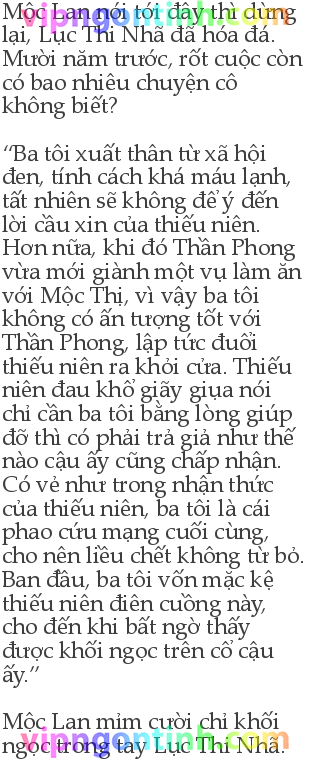 Mộc Lan nói tới đây thì dừng
lại, Lục Thi Nhã đã hóa đá.
Mười năm trước, rốt cuộc còn
có bao nhiêu chuyện cô
không biết?

“Ba tôi xuất thân từ xã hội
đen, tính cách khá máu lạnh,
tất nhiên sẽ không để ý đến
lời cầu xin của thiếu niên.
Hơn nữa, khi đó Thần Phong
vừa mới giành một vụ làm ăn
với Mộc Thị, vì vậy ba tôi
không có ấn tượng tốt với
Thần Phong, lập tức đuổi
thiếu niên ra khỏi cửa. Thiếu
niên đau khổ giãy giụa nói
chỉ cần ba tôi bằng lòng giúp
đỡ thì có phải trả giá như thế
nào cậu ấy cũng chấp nhận.
Có vẻ như trong nhận thức
của thiếu niên, ba tôi là cái
phao cứu mạng cuối cùng,
cho nên liều chết không từ bỏ.
Ban đầu, ba tôi vốn mặc kệ
thiếu niên điên cuồng này,
cho đến khi bất ngờ thấy
được khối ngọc trên cổ cậu
ấy.”

Mộc Lan mỉm cười chỉ khối
ngọc trong tay Lục Thi Nhã.
vipngontinh.com
vipngontinh.com